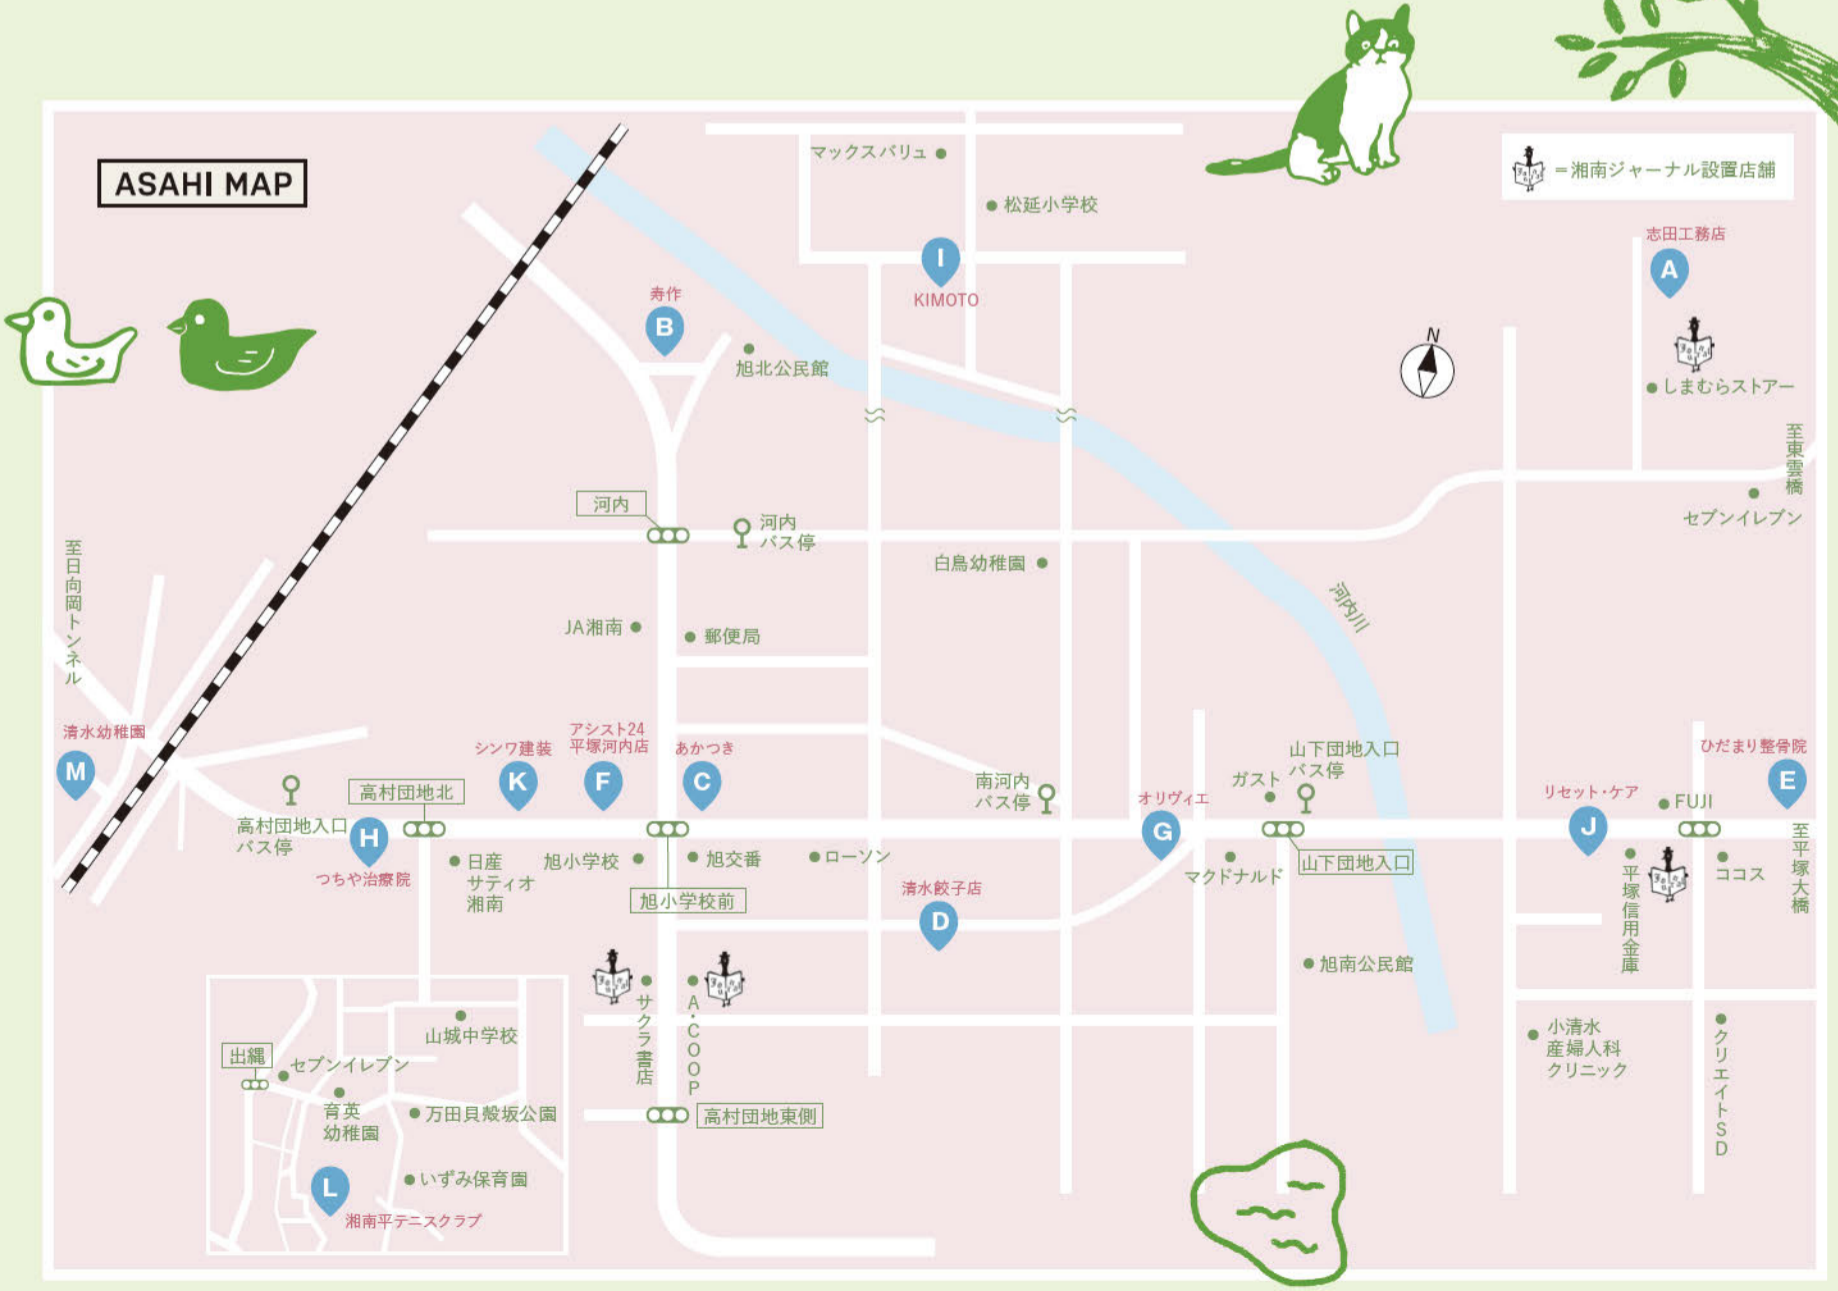 ASAHI MAP
=湘南ジャーナル設置店舗
マックスバリュ
松延小学校
I
KIMOTO
志田工務店
A
しまむらストアー
至東雲橋
セブンイレブン
N
寿作
B
旭北公民館
河内
河内
バス停
白鳥幼稚園
河内川
JA湘南
郵便局
至日向岡トンネル
清水幼稚園
M
高村団地入口
バス停
高村団地北
H
つちや治療院
シンワ建装
K
アシスト24
平塚河内店
F
あかつき
C
日産
サティオ
湘南
旭小学校
旭交番
旭小学校前
ローソン
南河内
バス停
清水餃子店
D
オリヴィエ
G
ガスト
山下団地入口
バス停
マクドナルド
山下団地入口
旭南公民館
リセット・ケア
J
FUJI
ひだまり整骨院
E
至平塚大橋
平塚信用金庫
ココス
小清水
産婦人科
クリニック
クリエイトSD
サクラ書店
A・COOP
高村団地東側
山城中学校
出縄
セブンイレブン
育英
幼稚園
万田貝殻坂公園
いずみ保育園
L
湘南平テニスクラブ